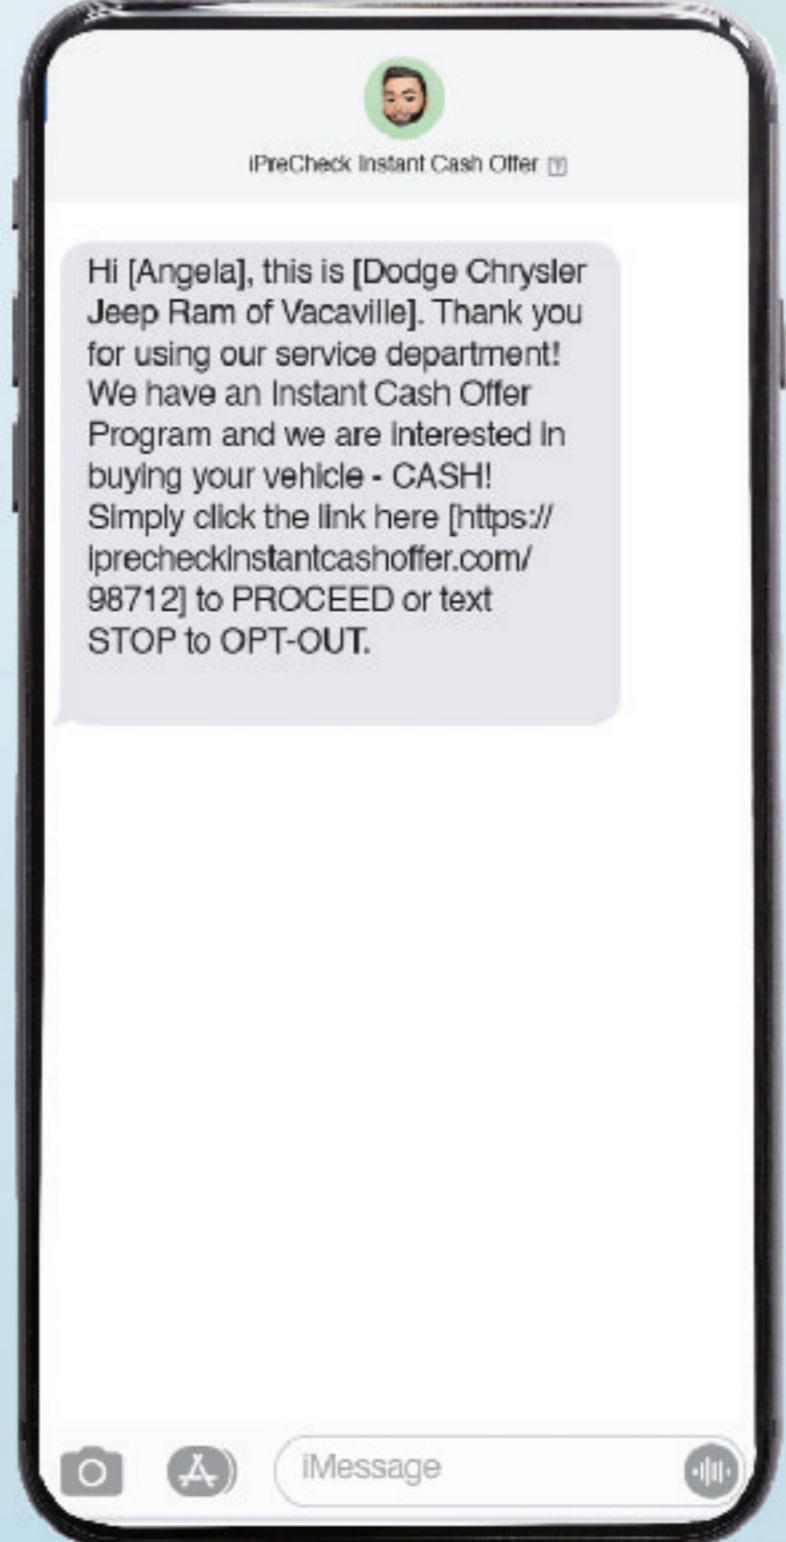 iPreCheck Instant Cash Offer
Hi [Angela], this is [Dodge Chrysler
Jeep Ram of Vacaville]. Thank you
for using our service department!
We have an Instant Cash Offer
Program and we are interested in
buying your vehicle - CASH!
Simply click the link here [https://
iprecheckinstantcashoffer.com/
98712] to PROCEED or text
STOP to OPT-OUT.
iMessage